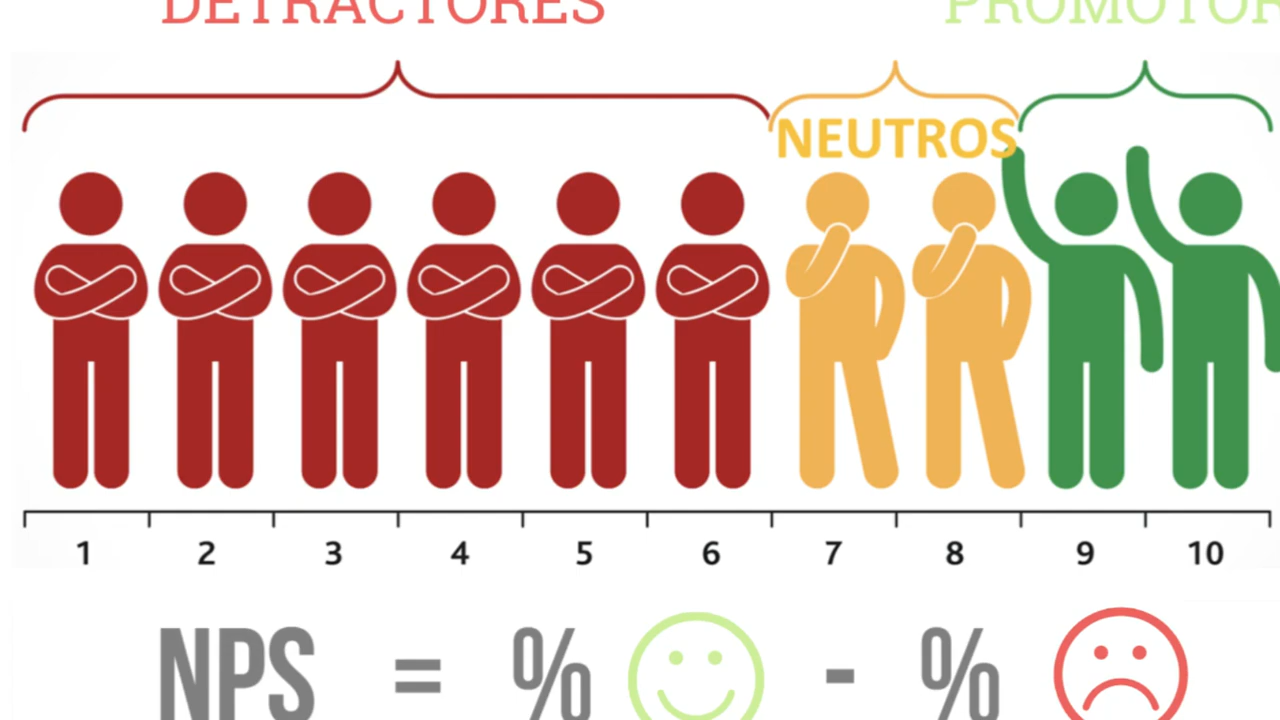 DETRACTORES PROMOTOR
NEUTROS
1 2 3 4 5 6 7 8 9 10
NPS = % - %